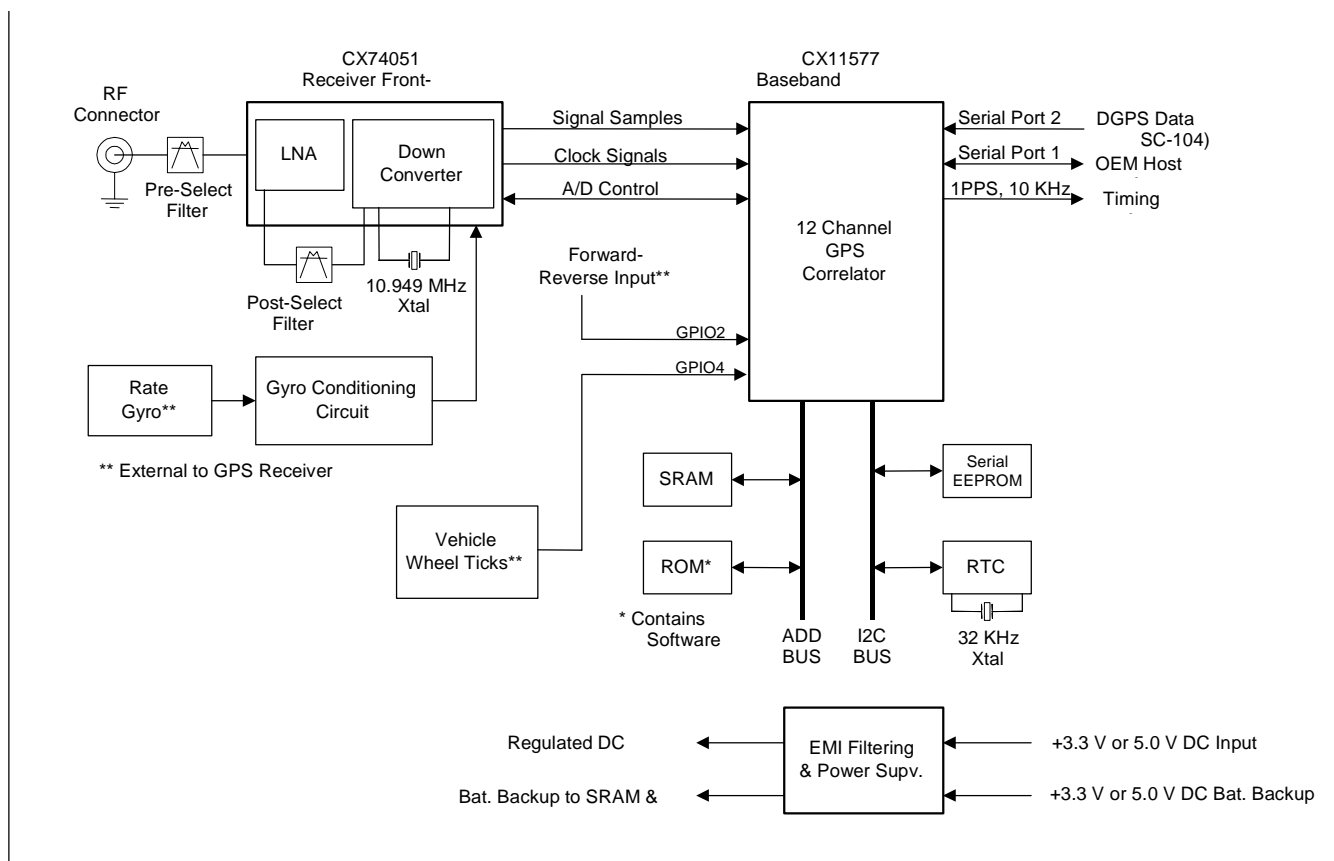 CX74051
Receiver Front-
CX11577
Baseband
RF
Connector
LNA
Down
Converter
Pre-Select
Filter
Signal Samples
Clock Signals
A/D Control
Serial Port 2
DGPS Data
SC-104)
Serial Port 1
OEM Host
1PPS, 10 KHz
Timing
12 Channel
GPS
Correlator
Post-Select
Filter
10.949 MHz
Xtal
Forward-
Reverse Input**
GPIO2
GPIO4
Rate
Gyro**
Gyro Conditioning
Circuit
** External to GPS Receiver
Vehicle
Wheel Ticks**
SRAM
ROM*
* Contains
Software
Serial
EEPROM
RTC
32 KHz
Xtal
ADD
BUS
I2C
BUS
Regulated DC
EMI Filtering
& Power Supv.
+3.3 V or 5.0 V DC Input
Bat. Backup to SRAM &
+3.3 V or 5.0 V DC Bat. Backup